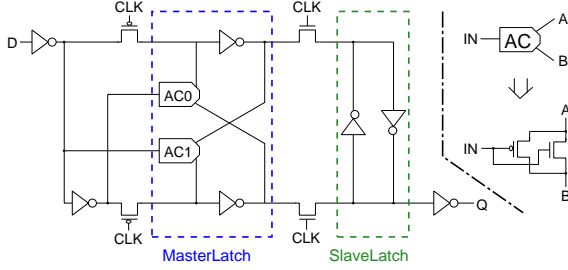 CLK
CLK
A
D
IN
AC
B
AC0
A
AC1
IN
Q
B
CLK
CLK
MasterLatch
SlaveLatch